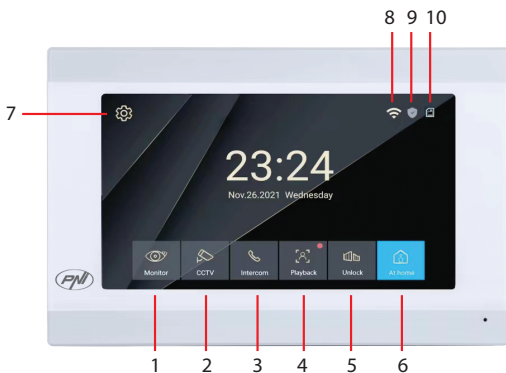 8 9 10
7
23:24
Nov.26.2021 Wednesday
Monitor CCTV Intercom Playback Unlock At home
PNI
1 2 3 4 5 6